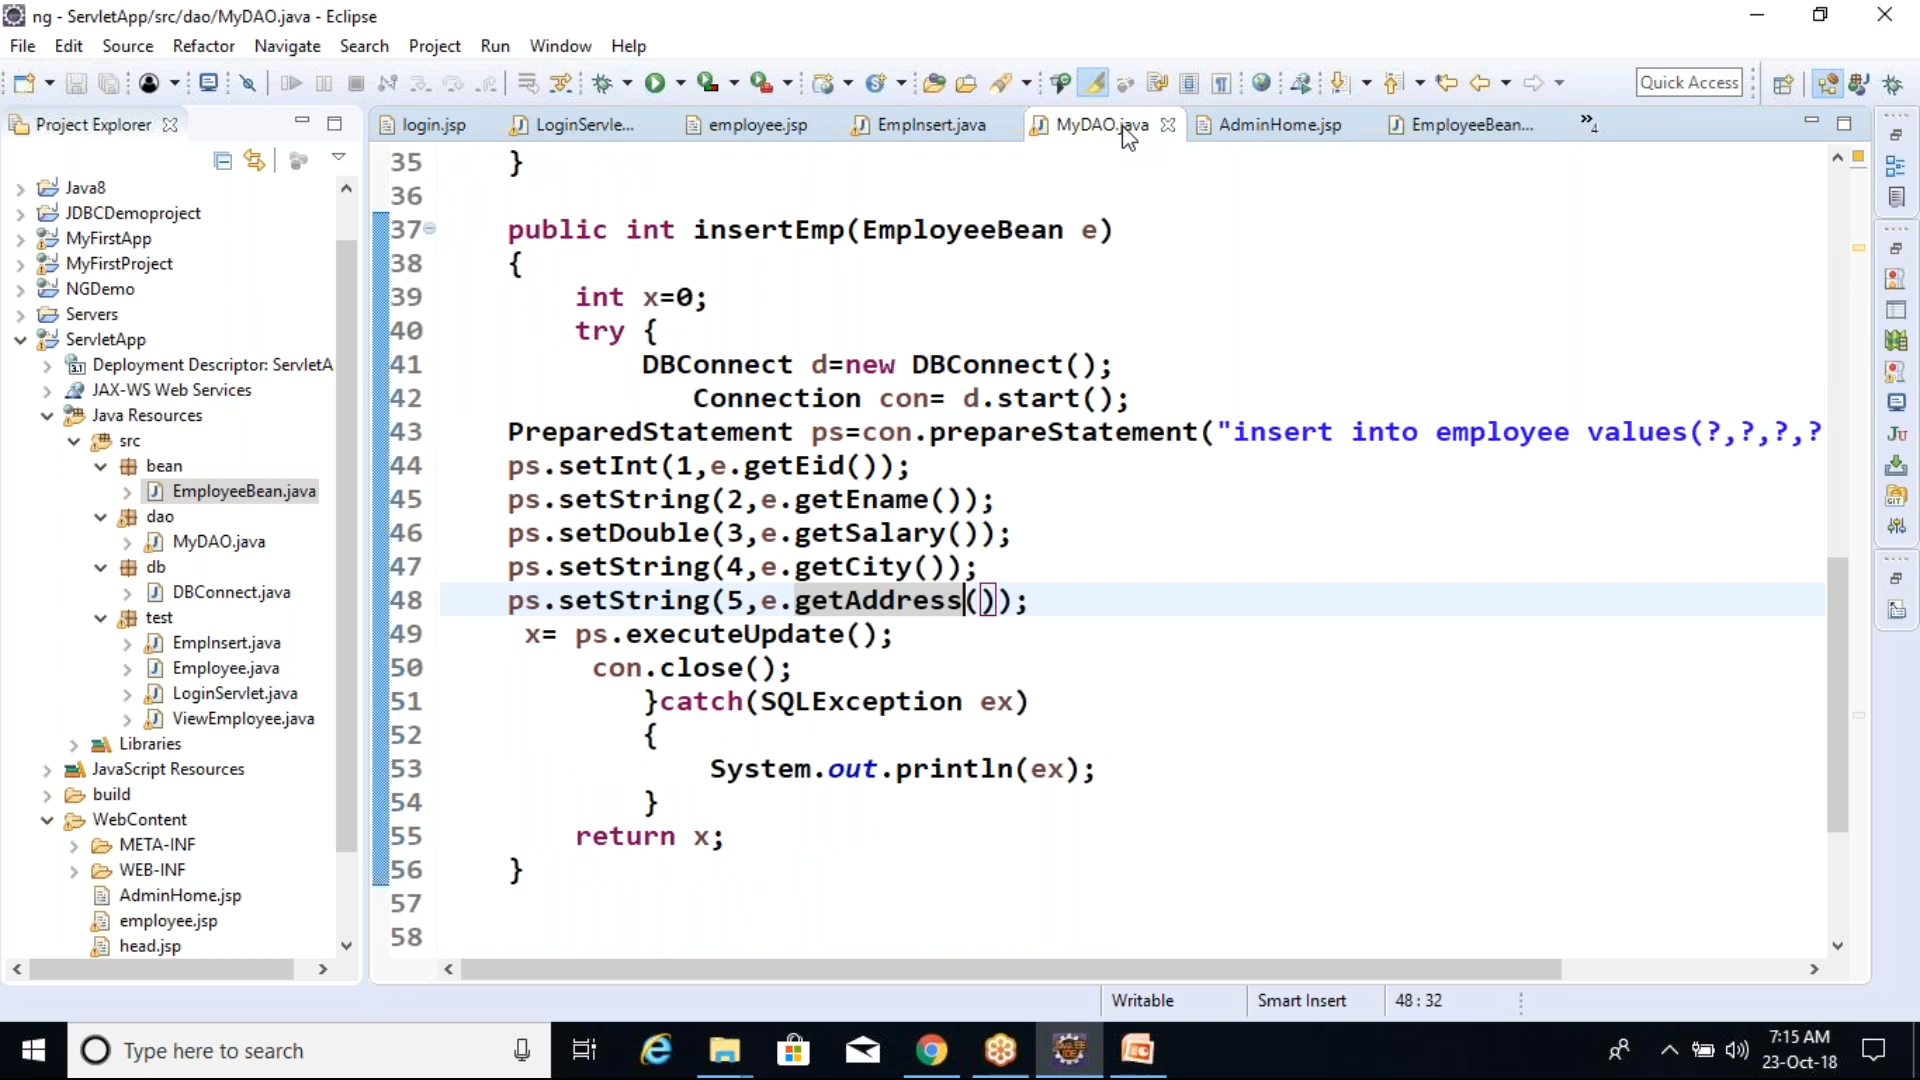 ng - ServletApp/src/dao/MyDAO.java - Eclipse
File Edit Source Refactor Navigate Search Project Run Window Help
Quick Access
Project Explorer
login.jsp LoginServle... employee.jsp EmpInsert.java MyDAO.java AdminHome.jsp EmployeeBean... »4
Java8
JDBCDemoproject
MyFirstApp
MyFirstProject
NGDemo
Servers
ServletApp
Deployment Descriptor: ServletA
JAX-WS Web Services
Java Resources
src
bean
EmployeeBean.java
dao
MyDAO.java
db
DBConnect.java
test
EmpInsert.java
Employee.java
LoginServlet.java
ViewEmployee.java
Libraries
JavaScript Resources
build
WebContent
META-INF
WEB-INF
AdminHome.jsp
employee.jsp
head.jsp
35 }
36
37 public int insertEmp(EmployeeBean e)
38 {
39 int x=0;
40 try {
41 DBConnect d=new DBConnect();
42 Connection con= d.start();
43 PreparedStatement ps=con.prepareStatement("insert into employee values(?,?,?,?
44 ps.setInt(1,e.getEid());
45 ps.setString(2,e.getEname());
46 ps.setDouble(3,e.getSalary());
47 ps.setString(4,e.getCity());
48 ps.setString(5,e.getAddress());
49 x= ps.executeUpdate();
50 con.close();
51 }catch(SQLException ex)
52 {
53 System.out.println(ex);
54 }
55 return x;
56 }
57
58
Writable Smart Insert 48 : 32
Type here to search
7:15 AM
23-Oct-18